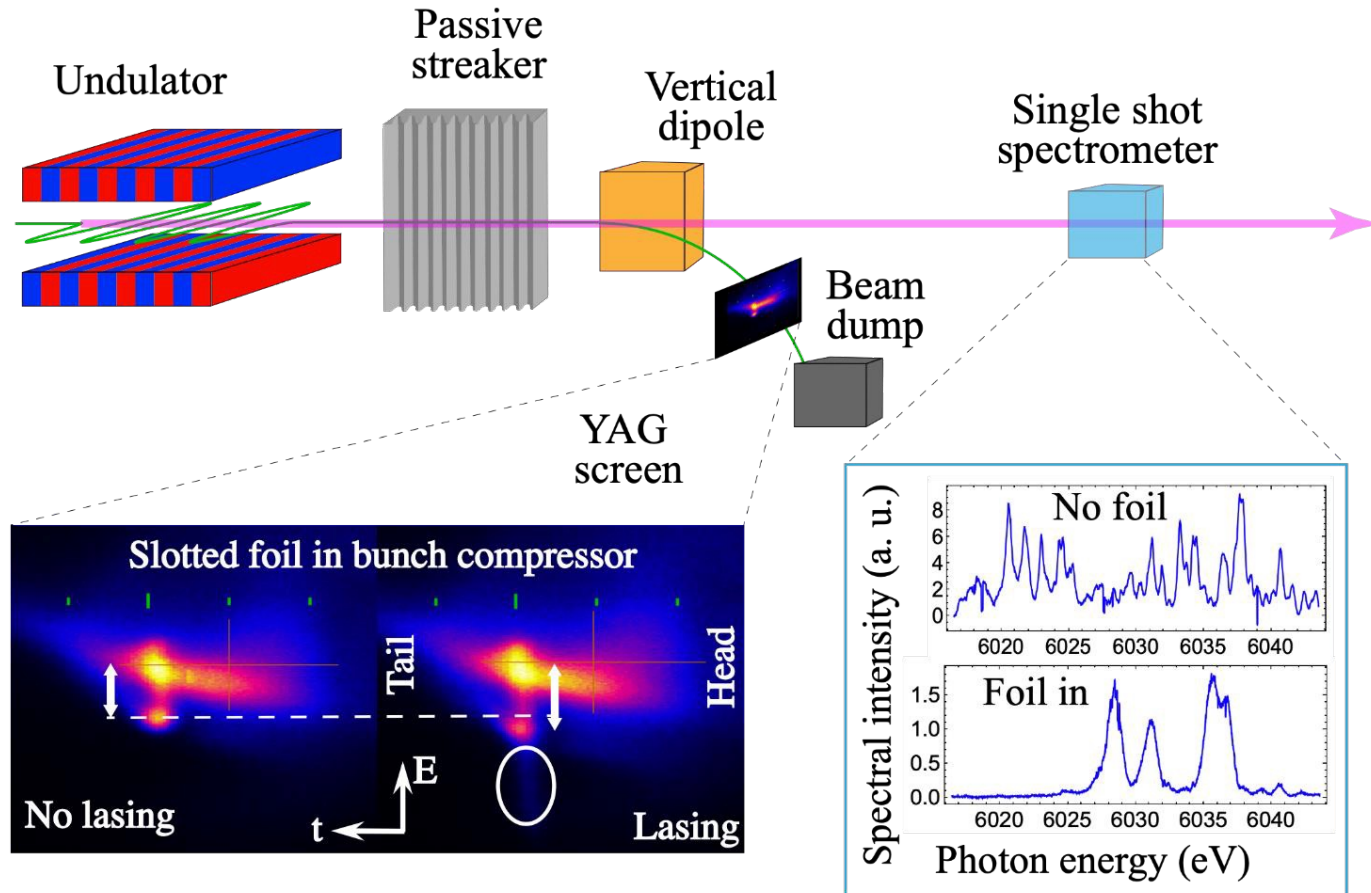 Undulator
Passive
streaker
Vertical
dipole
Single shot
spectrometer
Beam
dump
YAG
screen
Slotted foil in bunch compressor
Tail
Head
E
t
No lasing
Lasing
Spectral intensity (a. u.)
No foil
8
6
4
2
0
6020 6025 6030 6035 6040
Foil in
1.5
1.0
0.5
0.0
6020 6025 6030 6035 6040
Photon energy (eV)